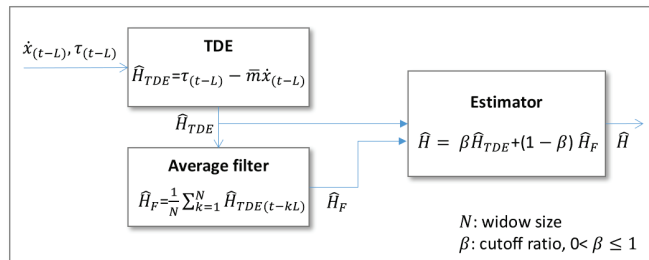 TDE
ẋ(t−L), τ(t−L)
Ĥ_TDE=τ(t−L) − m̅ẋ(t−L)
Ĥ_TDE
Average filter
Ĥ_F=1/N ∑_{k=1}^{N} Ĥ_TDE(t−kL)
Ĥ_F
Estimator
Ĥ = βĤ_TDE+(1 − β) Ĥ_F
Ĥ
N: widow size
β: cutoff ratio, 0< β ≤ 1